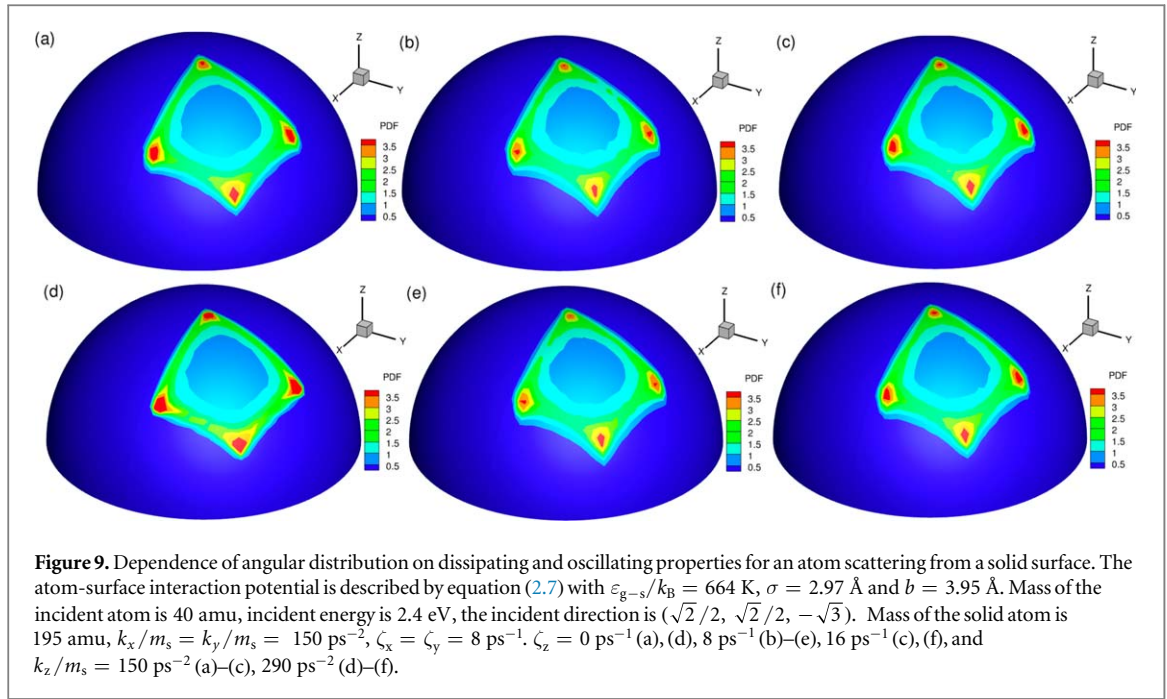 (a)
Z
X
Y
PDF
3.5
3
2.5
2
1.5
1
0.5
(b)
Z
X
Y
PDF
3.5
3
2.5
2
1.5
1
0.5
(c)
Z
X
Y
PDF
3.5
3
2.5
2
1.5
1
0.5
(d)
Z
X
Y
PDF
3.5
3
2.5
2
1.5
1
0.5
(e)
Z
X
Y
PDF
3.5
3
2.5
2
1.5
1
0.5
(f)
Z
X
Y
PDF
3.5
3
2.5
2
1.5
1
0.5
Figure 9. Dependence of angular distribution on dissipating and oscillating properties for an atom scattering from a solid surface. The
atom-surface interaction potential is described by equation (2.7) with εg−s/kB = 664 K, σ = 2.97 Å and b = 3.95 Å. Mass of the
incident atom is 40 amu, incident energy is 2.4 eV, the incident direction is (√2/2, √2/2, −√3). Mass of the solid atom is
195 amu, kx/ms = ky/ms = 150 ps⁻², ζx = ζy = 8 ps⁻¹. ζz = 0 ps⁻¹ (a), (d), 8 ps⁻¹ (b)–(e), 16 ps⁻¹ (c), (f), and
kz/ms = 150 ps⁻² (a)–(c), 290 ps⁻² (d)–(f).